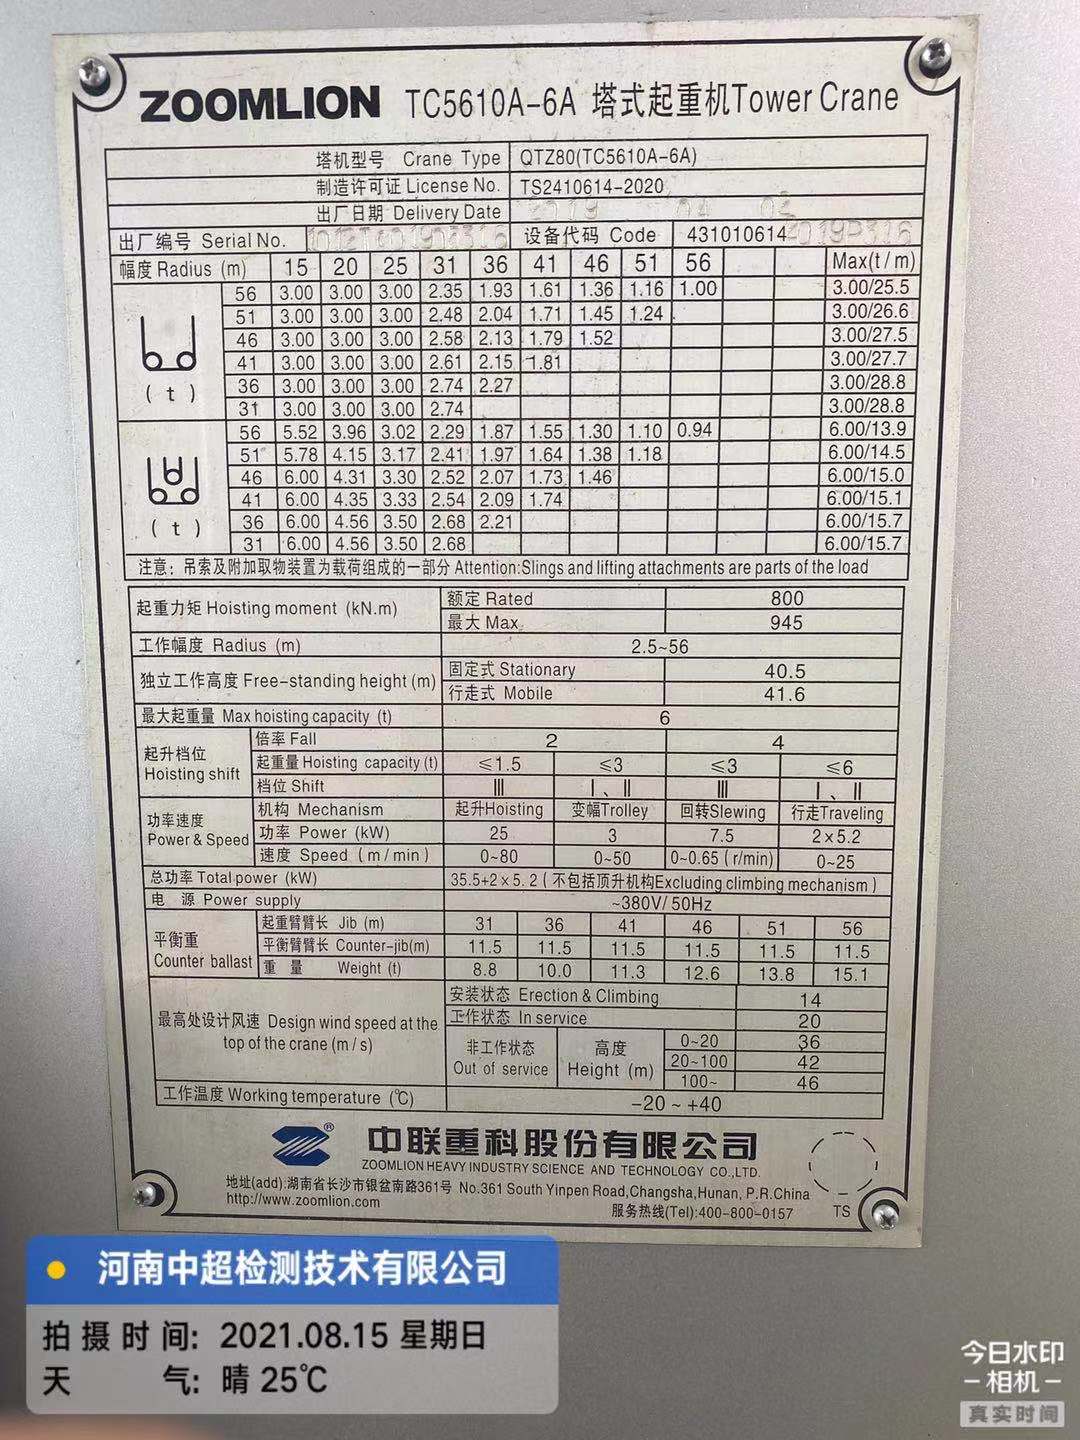 ZOOMLION TC5610A-6A 塔式起重机Tower Crane
塔机型号 Crane Type QTZ80(TC5610A-6A)
制造许可证 License No. TS2410614-2020
出厂日期 Delivery Date 2019 04
出厂编号 Serial No. 设备代码 Code 431010614
幅度 Radius (m) 15 20 25 31 36 41 46 51 56 Max(t/m)
56 3.00 3.00 3.00 2.35 1.93 1.61 1.36 1.16 1.00 3.00/25.5
51 3.00 3.00 3.00 2.48 2.04 1.71 1.45 1.24 3.00/26.6
46 3.00 3.00 3.00 2.58 2.13 1.79 1.52 3.00/27.5
41 3.00 3.00 3.00 2.61 2.15 1.81 3.00/27.7
(t) 36 3.00 3.00 3.00 2.74 2.27 3.00/28.8
31 3.00 3.00 3.00 2.74 3.00/28.8
56 5.52 3.96 3.02 2.29 1.87 1.55 1.30 1.10 0.94 6.00/13.9
51 5.78 4.15 3.17 2.41 1.97 1.64 1.38 1.18 6.00/14.5
46 6.00 4.31 3.30 2.52 2.07 1.73 1.46 6.00/15.0
41 6.00 4.35 3.33 2.54 2.09 1.74 6.00/15.1
(t) 36 6.00 4.56 3.50 2.68 2.21 6.00/15.7
31 6.00 4.56 3.50 2.68 6.00/15.7
注意：吊索及附加取物装置为载荷组成的一部分 Attention:Slings and lifting attachments are parts of the load
起重力矩 Hoisting moment (kN.m) 额定 Rated 800
最大 Max 945
工作幅度 Radius (m) 2.5~56
独立工作高度 Free-standing height (m) 固定式 Stationary 40.5
行走式 Mobile 41.6
最大起重量 Max hoisting capacity (t) 6
起升档位 Hoisting shift 倍率 Fall 2 4
起重量 Hoisting capacity (t) ≤1.5 ≤3 ≤3 ≤6
档位 Shift Ⅲ Ⅰ、Ⅱ Ⅲ Ⅰ、Ⅱ
功率速度 Power & Speed 机构 Mechanism 起升Hoisting 变幅Trolley 回转Slewing 行走Traveling
功率 Power (kW) 25 3 7.5 2×5.2
速度 Speed (m/min) 0~80 0~50 0~0.65 (r/min) 0~25
总功率 Total power (kW) 35.5+2×5.2(不包括顶升机构Excluding climbing mechanism)
电 源 Power supply ~380V/50Hz
平衡重 Counter ballast 起重臂臂长 Jib (m) 31 36 41 46 51 56
平衡臂臂长 Counter-jib(m) 11.5 11.5 11.5 11.5 11.5 11.5
重 量 Weight (t) 8.8 10.0 11.3 12.6 13.8 15.1
最高处设计风速 Design wind speed at the top of the crane (m/s) 安装状态 Erection & Climbing 14
工作状态 In service 20
非工作状态 Out of service 高度 Height (m) 0~20 36
20~100 42
100~ 46
工作温度 Working temperature (℃) -20 ~ +40
中联重科股份有限公司
ZOOMLION HEAVY INDUSTRY SCIENCE AND TECHNOLOGY CO.,LTD.
地址(add):湖南省长沙市银盆南路361号 No.361 South Yinpen Road,Changsha,Hunan, P.R.China
http://www.zoomlion.com 服务热线(Tel):400-800-0157 TS
河南中超检测技术有限公司
拍摄时间: 2021.08.15 星期日
天 气: 晴 25℃
今日水印
-相机-
真实时间